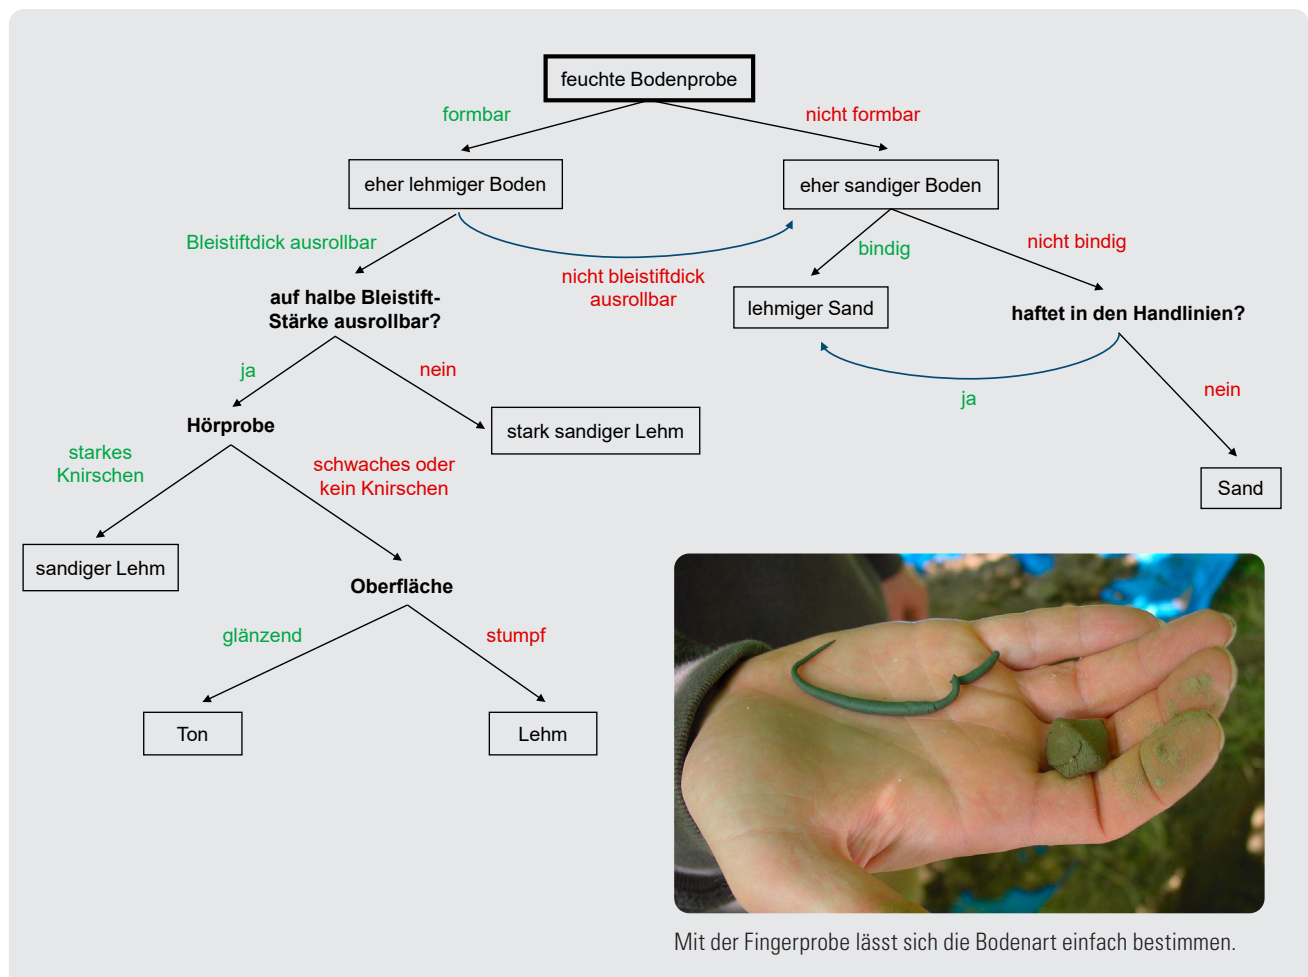 feuchte Bodenprobe
formbar
nicht formbar
eher lehmiger Boden
eher sandiger Boden
Bleistiftdick ausrollbar
nicht bleistiftdick
ausrollbar
bindig
nicht bindig
auf halbe Bleistift-
Stärke ausrollbar?
lehmiger Sand
haftet in den Handlinien?
ja
nein
ja
nein
Hörprobe
stark sandiger Lehm
starkes
Knirschen
schwaches oder
kein Knirschen
Sand
sandiger Lehm
Oberfläche
glänzend
stumpf
Ton
Lehm
Mit der Fingerprobe lässt sich die Bodenart einfach bestimmen.